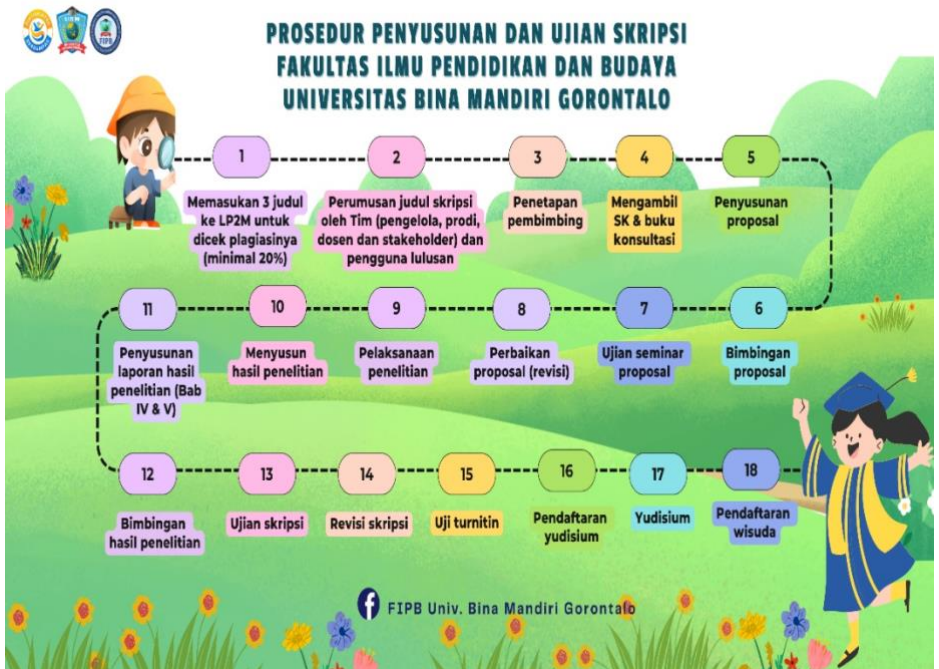 PROSEDUR PENYUSUNAN DAN UJIAN SKRIPSI
FAKULTAS ILMU PENDIDIKAN DAN BUDAYA
UNIVERSITAS BINA MANDIRI GORONTALO
1
Memasukan 3 judul
ke LP2M untuk
dicek plagiasinya
(minimal 20%)
2
Perumusan judul skripsi
oleh Tim (pengelola, prodi,
dosen dan stakeholder) dan
pengguna lulusan
3
Penetapan
pembimbing
4
Mengambil
SK & buku
konsultasi
5
Penyusunan
proposal
6
Bimbingan
proposal
7
Ujian seminar
proposal
8
Perbaikan
proposal (revisi)
9
Pelaksanaan
penelitian
10
Menyusun
hasil penelitian
11
Penyusunan
laporan hasil
penelitian (Bab
IV & V)
12
Bimbingan
hasil penelitian
13
Ujian skripsi
14
Revisi skripsi
15
Uji turnitin
16
Pendaftaran
yudisium
17
Yudisium
18
Pendaftaran
wisuda
FIPB Univ. Bina Mandiri Gorontalo